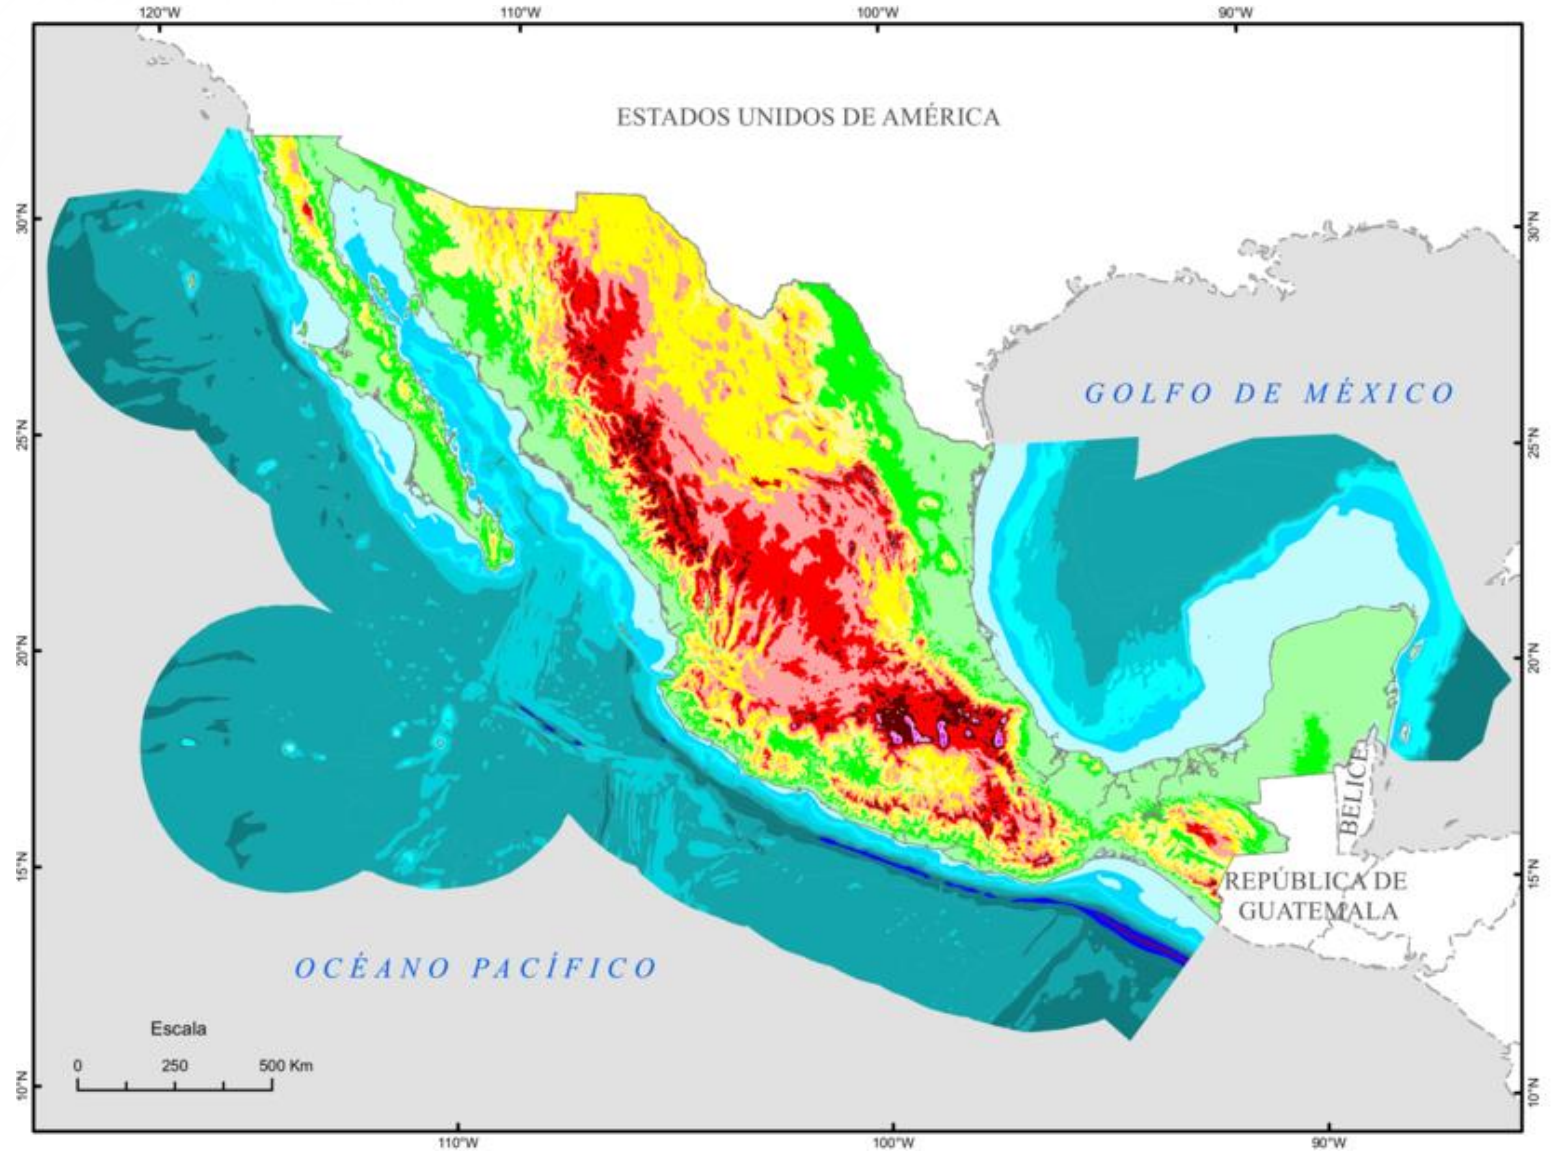 120°W 110°W 100°W 90°W
ESTADOS UNIDOS DE AMÉRICA
30°N 30°N
GOLFO DE MÉXICO
25°N 25°N
20°N 20°N
BELICE
15°N 15°N
REPÚBLICA DE
GUATEMALA
OCÉANO PACÍFICO
Escala
0 250 500 Km
10°N 10°N
110°W 100°W 90°W